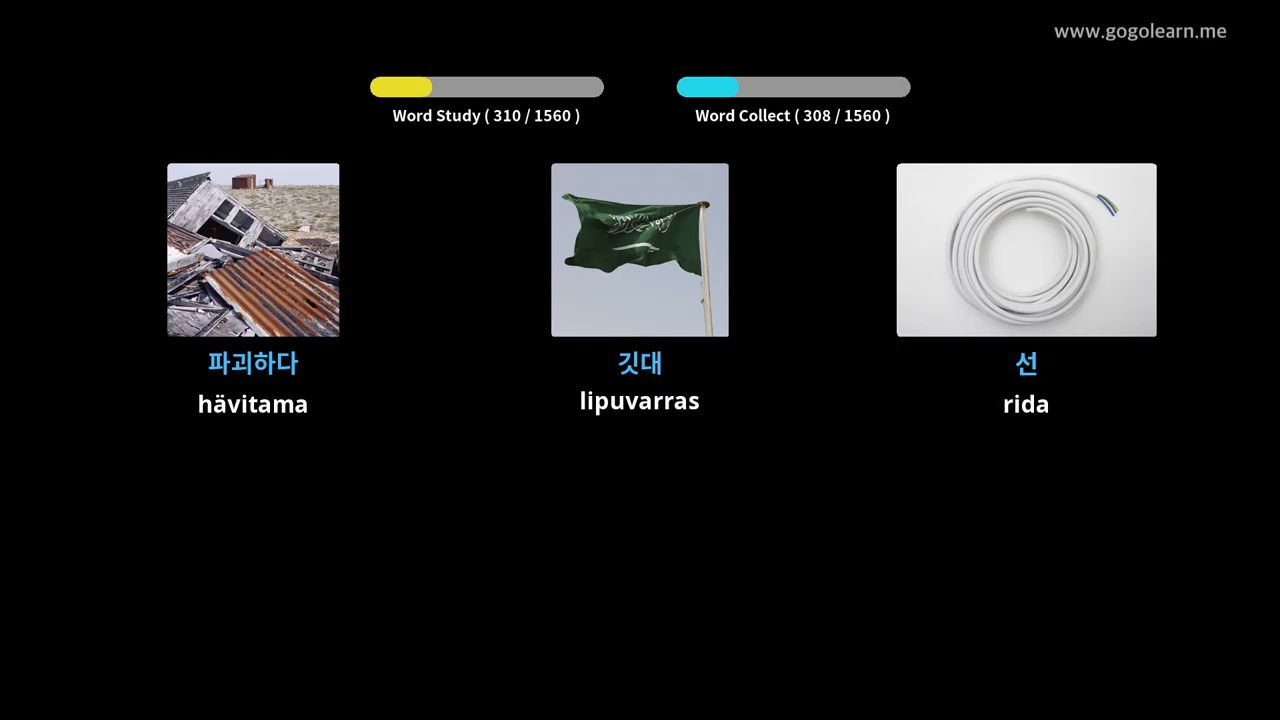 www.gogolearn.me
Word Study ( 310 / 1560 )
Word Collect ( 308 / 1560 )
파괴하다
hävitama
깃대
lipuvarras
선
rida